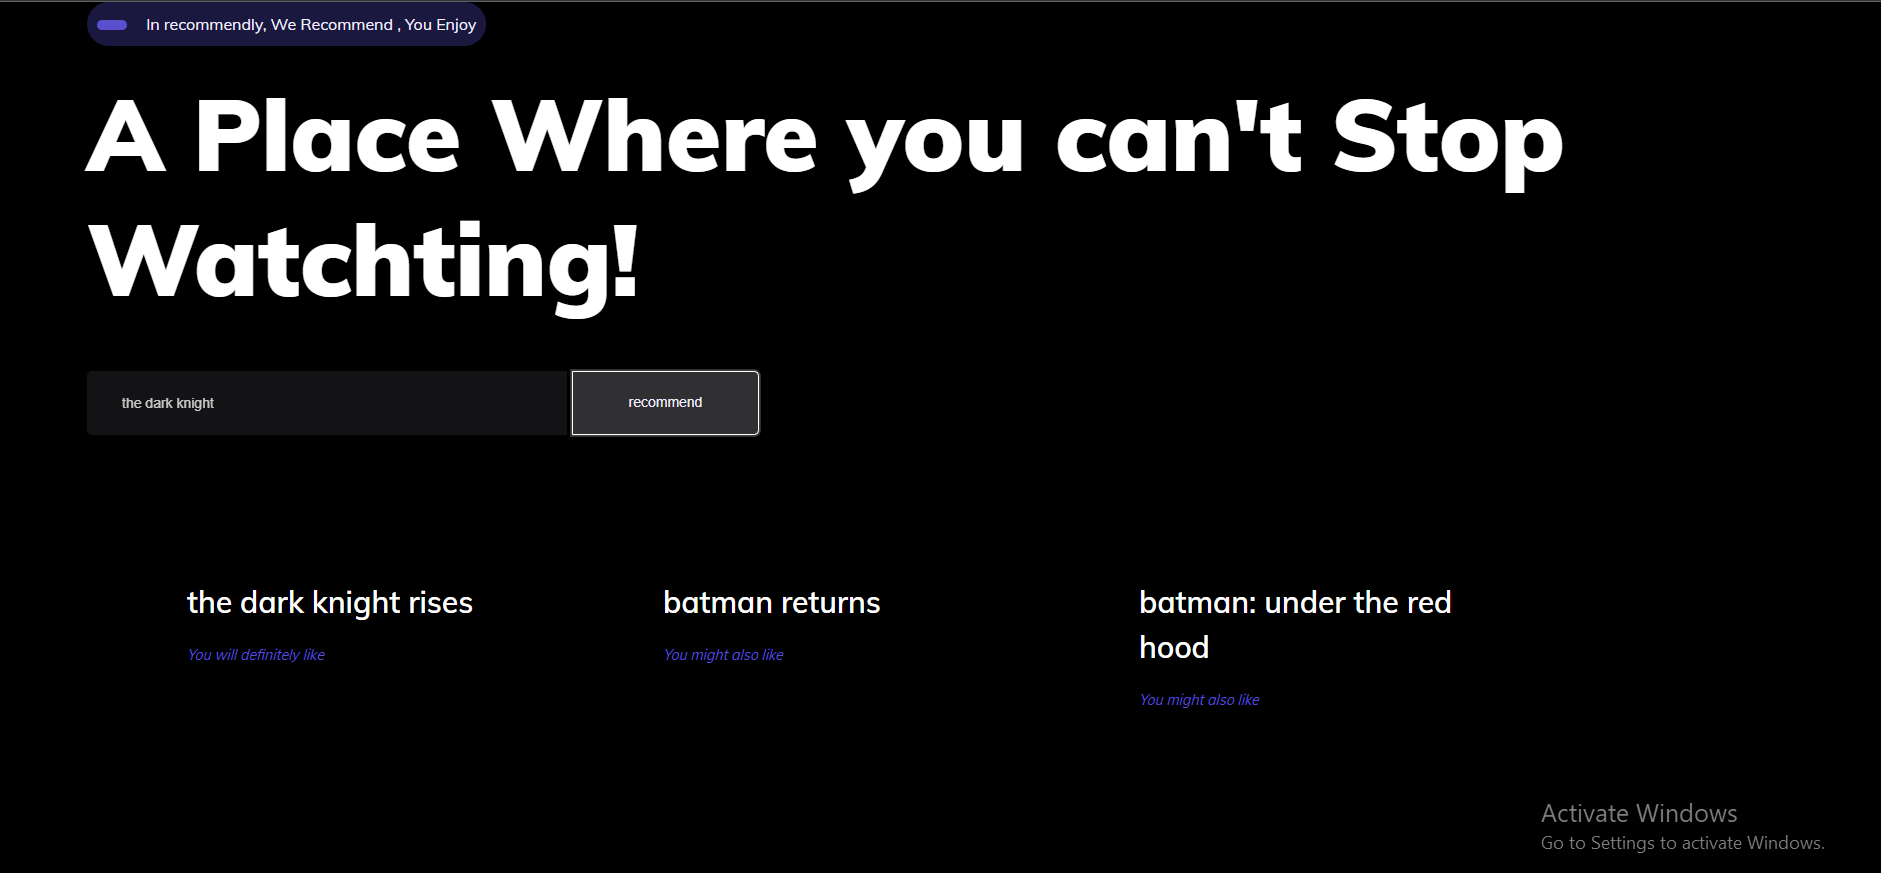 In recommendly, We Recommend , You Enjoy
A Place Where you can't Stop
Watchting!
the dark knight
recommend
the dark knight rises
You will definitely like
batman returns
You might also like
batman: under the red
hood
You might also like
Activate Windows
Go to Settings to activate Windows.